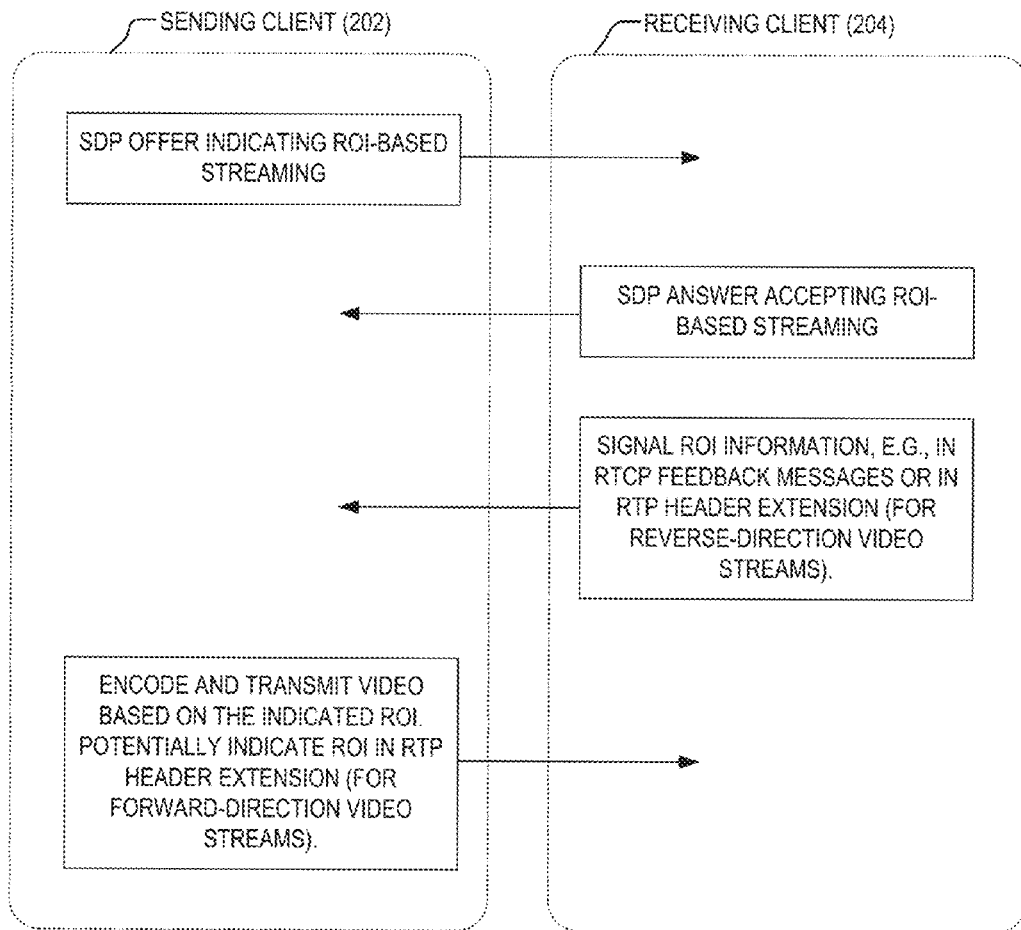 SENDING CLIENT (202)
RECEIVING CLIENT (204)
SDP OFFER INDICATING ROI-BASED
STREAMING
SDP ANSWER ACCEPTING ROI-
BASED STREAMING
SIGNAL ROI INFORMATION, E.G., IN
RTCP FEEDBACK MESSAGES OR IN
RTP HEADER EXTENSION (FOR
REVERSE-DIRECTION VIDEO
STREAMS).
ENCODE AND TRANSMIT VIDEO
BASED ON THE INDICATED ROI.
POTENTIALLY INDICATE ROI IN RTP
HEADER EXTENSION (FOR
FORWARD-DIRECTION VIDEO
STREAMS).